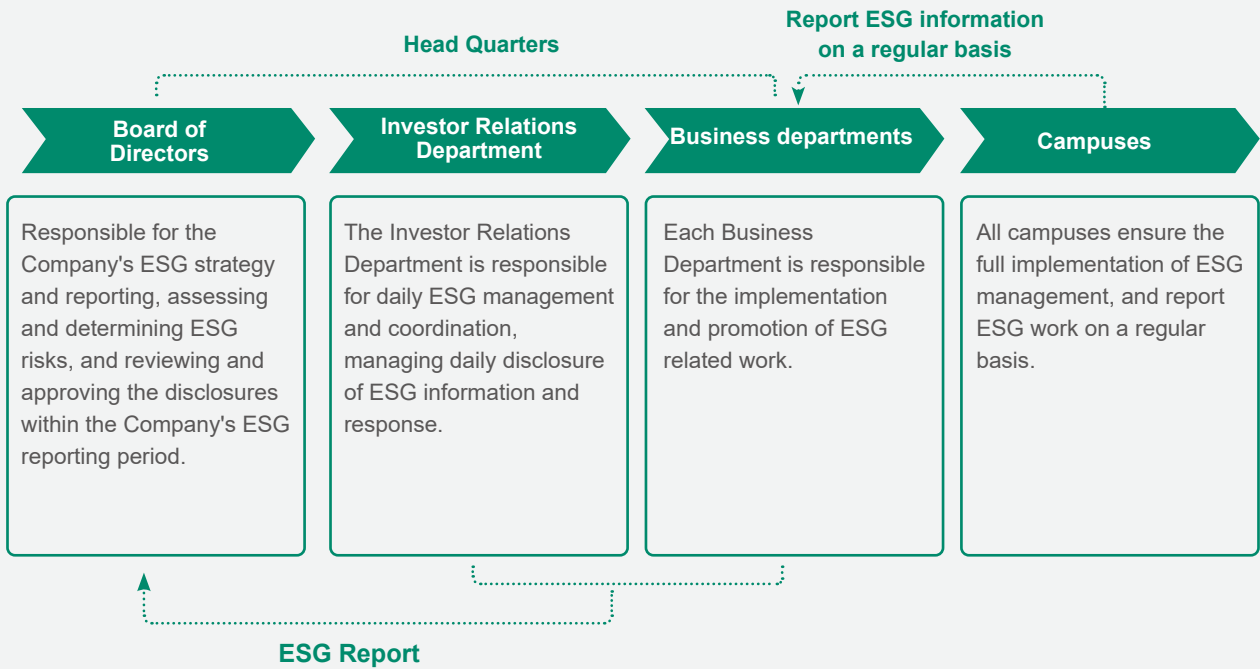 Head Quarters
Report ESG information
on a regular basis
Board of
Directors
Investor Relations
Department
Business departments
Campuses
Responsible for the
Company's ESG strategy
and reporting, assessing
and determining ESG
risks, and reviewing and
approving the disclosures
within the Company's ESG
reporting period.
The Investor Relations
Department is responsible
for daily ESG management
and coordination,
managing daily disclosure
of ESG information and
response.
Each Business
Department is responsible
for the implementation
and promotion of ESG
related work.
All campuses ensure the
full implementation of ESG
management, and report
ESG work on a regular
basis.
ESG Report